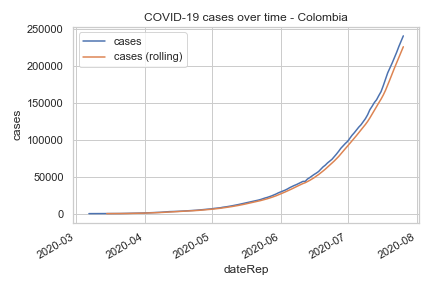 COVID-19 cases over time - Colombia
cases
cases (rolling)
250000
200000
150000
100000
50000
0
cases
2020-03
2020-04
2020-05
2020-06
2020-07
2020-08
dateRep